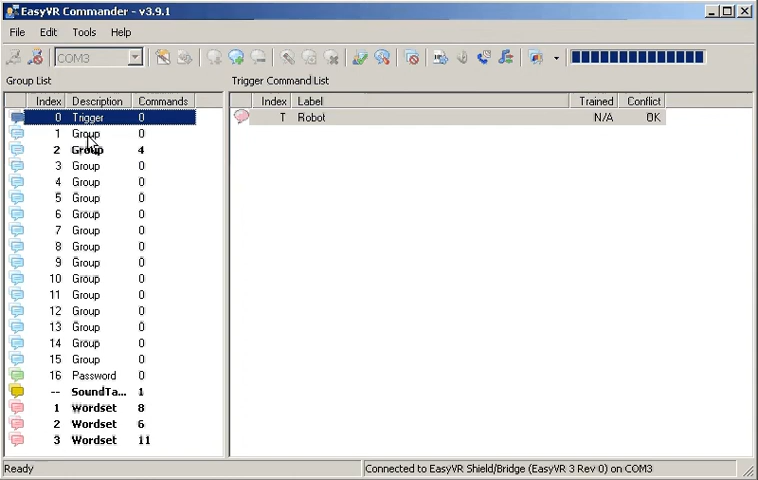 EasyVR Commander - v3.9.1
File Edit Tools Help
COM3
Group List
Index Description Commands
0 Trigger 0
1 Group 0
2 Group 4
3 Group 0
4 Group 0
5 Group 0
6 Group 0
7 Group 0
8 Group 0
9 Group 0
10 Group 0
11 Group 0
12 Group 0
13 Group 0
14 Group 0
15 Group 0
16 Password 0
-- SoundTa... 1
1 Wordset 8
2 Wordset 6
3 Wordset 11
Trigger Command List
Index Label Trained Conflict
T Robot N/A OK
Ready
Connected to EasyVR Shield/Bridge (EasyVR 3 Rev 0) on COM3